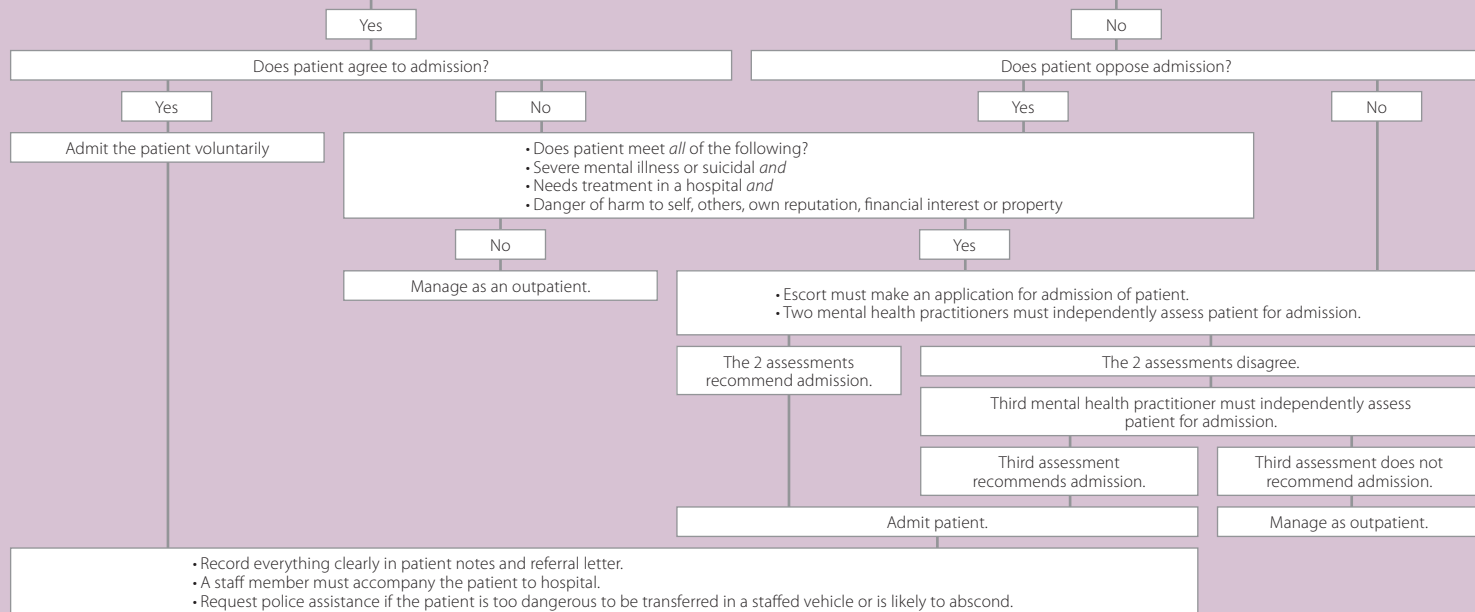 Yes
No
Does patient agree to admission?
Does patient oppose admission?
Yes
No
Yes
No
Admit the patient voluntarily
• Does patient meet all of the following?
• Severe mental illness or suicidal and
• Needs treatment in a hospital and
• Danger of harm to self, others, own reputation, financial interest or property
No
Yes
Manage as an outpatient.
• Escort must make an application for admission of patient.
• Two mental health practitioners must independently assess patient for admission.
The 2 assessments
recommend admission.
The 2 assessments disagree.
Third mental health practitioner must independently assess
patient for admission.
Third assessment
recommends admission.
Third assessment does not
recommend admission.
Admit patient.
Manage as outpatient.
• Record everything clearly in patient notes and referral letter.
• A staff member must accompany the patient to hospital.
• Request police assistance if the patient is too dangerous to be transferred in a staffed vehicle or is likely to abscond.